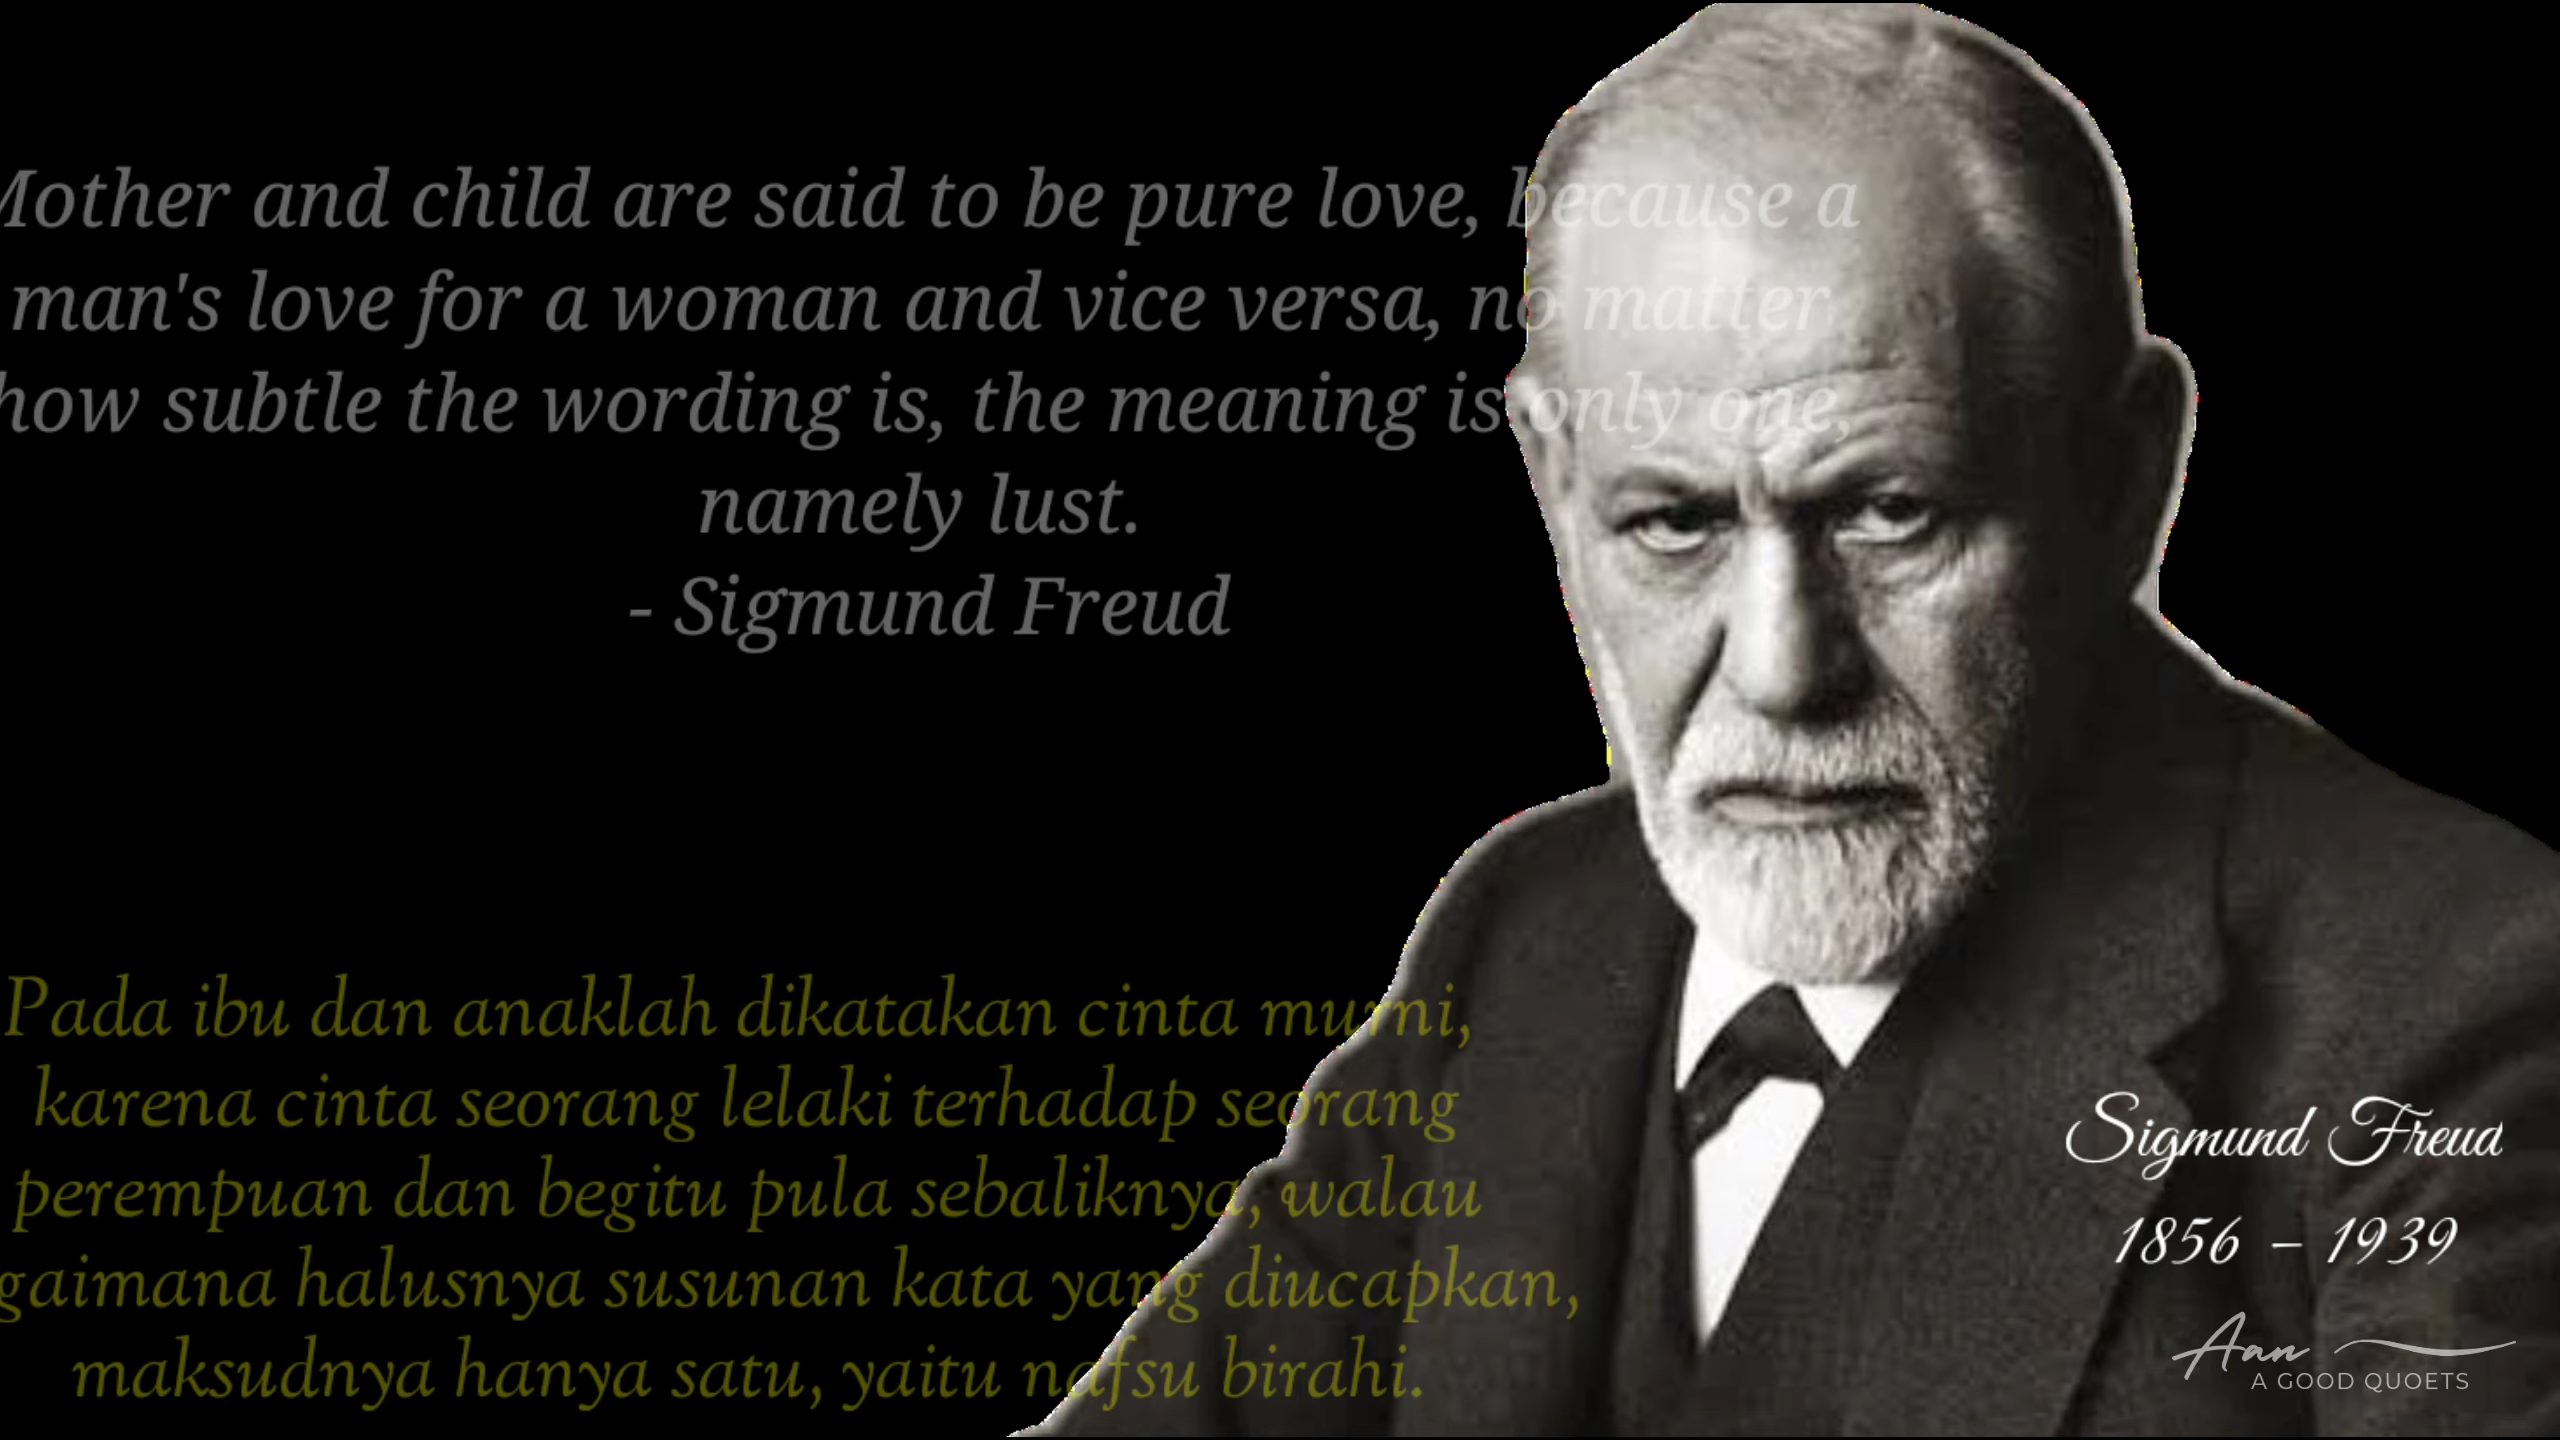 Mother and child are said to be pure love, because a
man's love for a woman and vice versa, no matter
how subtle the wording is, the meaning is only one,
namely lust.
- Sigmund Freud
Pada ibu dan anaklah dikatakan cinta murni,
karena cinta seorang lelaki terhadap seorang
perempuan dan begitu pula sebaliknya, walau
gaimana halusnya susunan kata yang diucapkan,
maksudnya hanya satu, yaitu nafsu birahi.
Sigmund Freud
1856 – 1939
Aan
A GOOD QUOETS